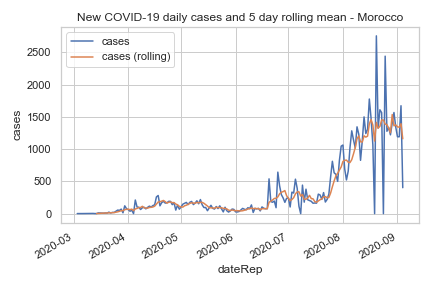 New COVID-19 daily cases and 5 day rolling mean - Morocco
cases
cases (rolling)
2500
2000
1500
1000
500
0
cases
2020-03
2020-04
2020-05
2020-06
2020-07
2020-08
2020-09
dateRep